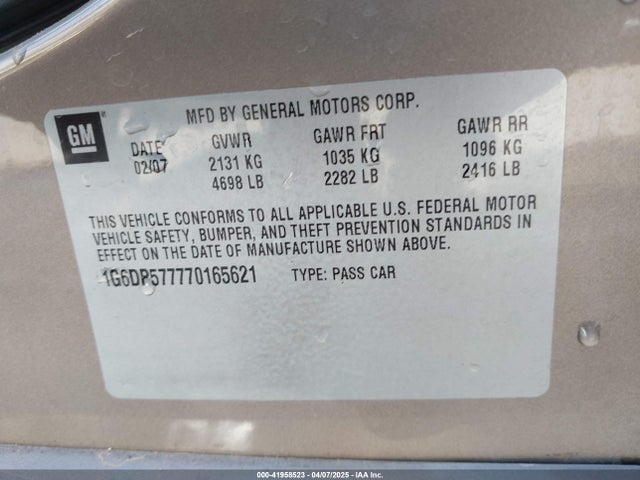 GM
MFD BY GENERAL MOTORS CORP.
DATE GVWR GAWR FRT GAWR RR
02/07 2131 KG 1035 KG 1096 KG
4698 LB 2282 LB 2416 LB
THIS VEHICLE CONFORMS TO ALL APPLICABLE U.S. FEDERAL MOTOR
VEHICLE SAFETY, BUMPER, AND THEFT PREVENTION STANDARDS IN
EFFECT ON THE DATE OF MANUFACTURE SHOWN ABOVE.
1G6DP577770165621 TYPE: PASS CAR
000-41958523 - 04/07/2025 - IAA Inc.